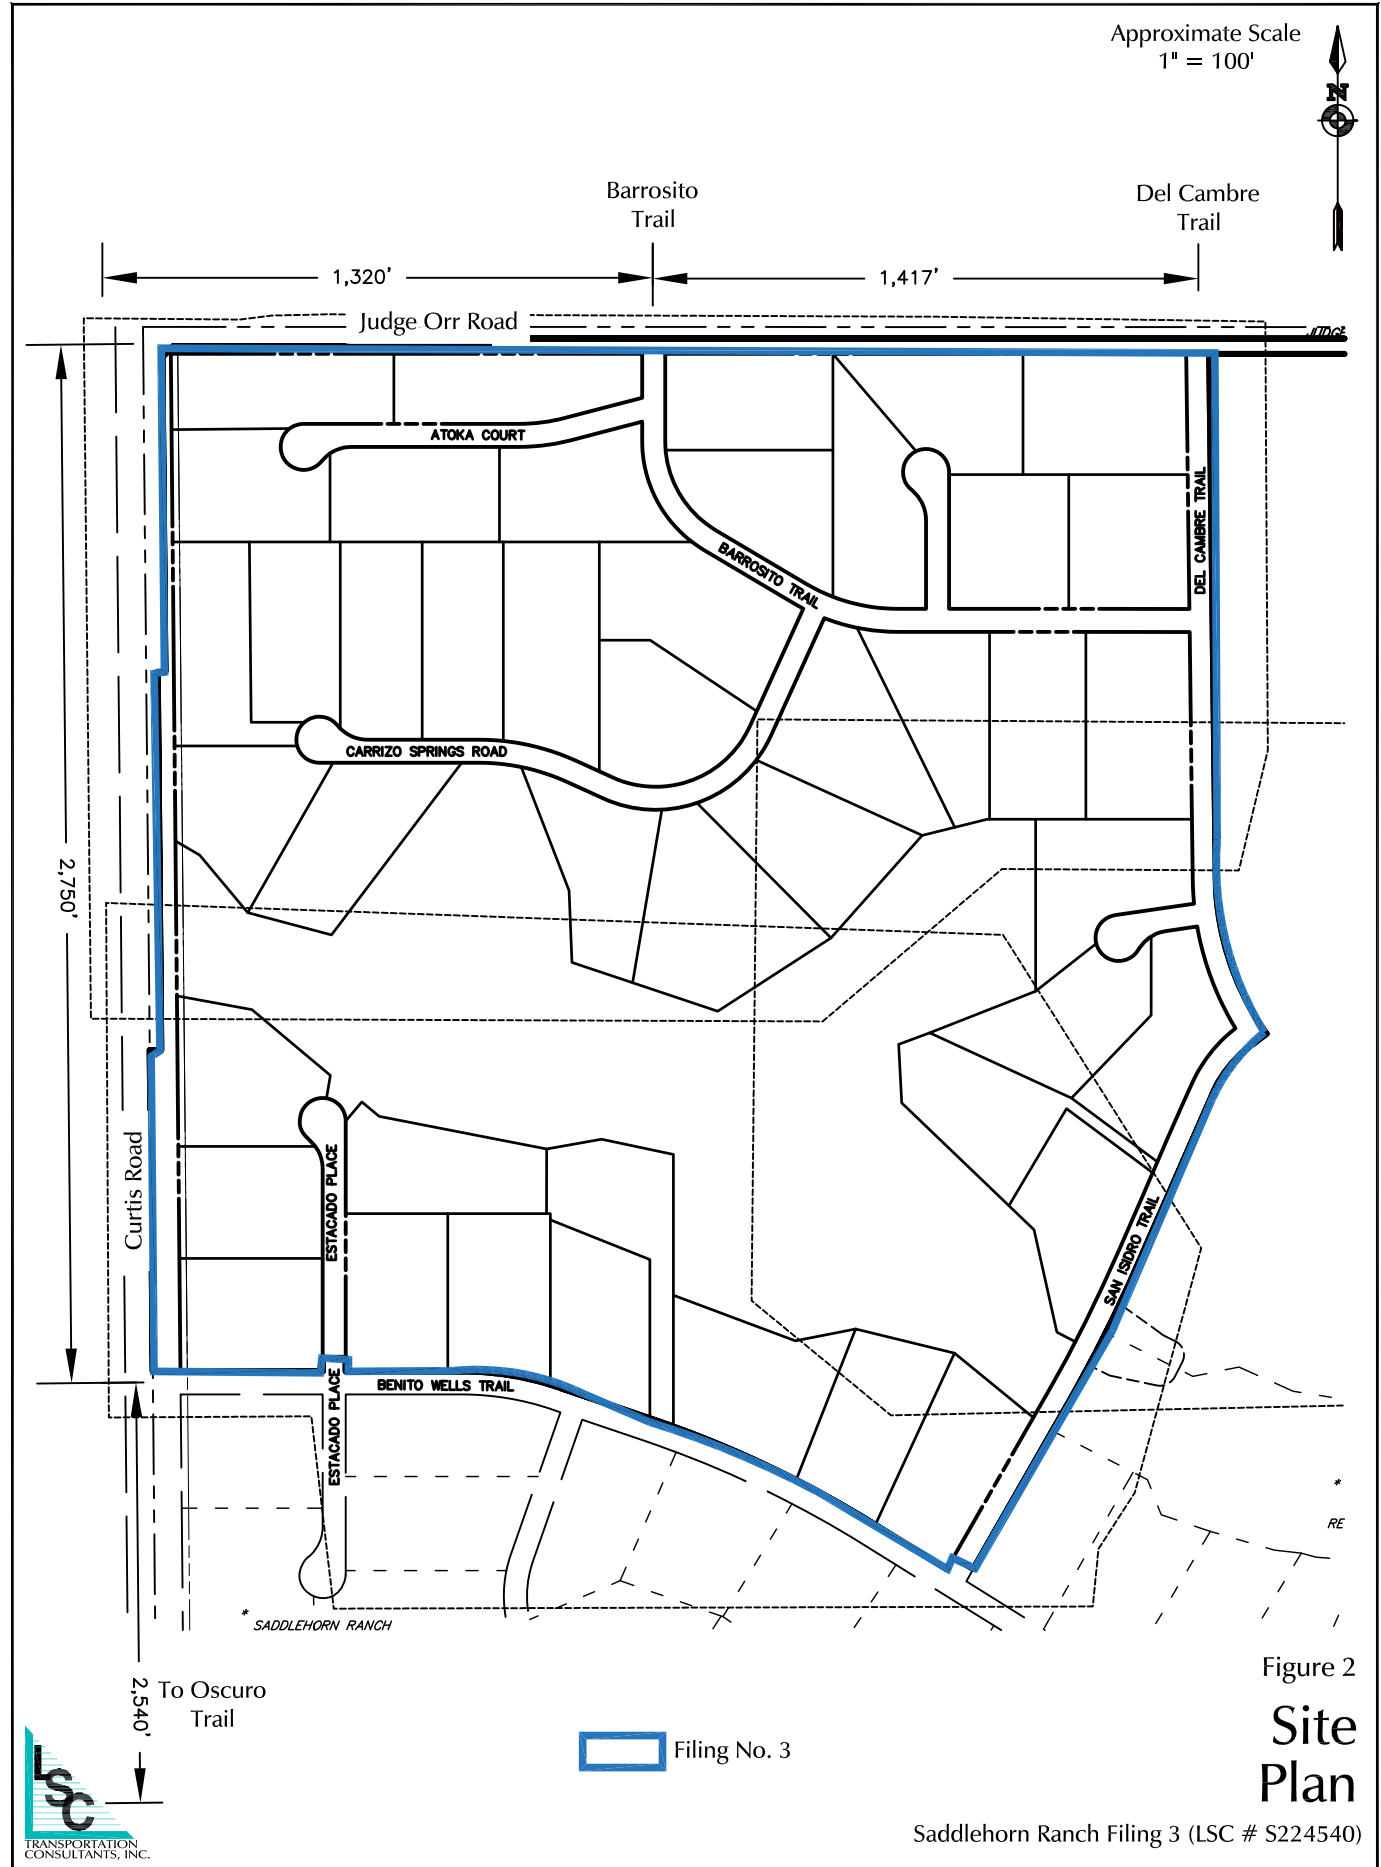 Approximate Scale
1" = 100'
N
Barrosito
Trail
Del Cambre
Trail
1,320'
1,417'
Judge Orr Road
JUDGE
ATOKA COURT
BARROSITO TRAIL
DEL CAMBRE TRAIL
CARRIZO SPRINGS ROAD
2,750'
Curtis Road
ESTACADO PLACE
SAN ISIDRO TRAIL
BENITO WELLS TRAIL
ESTACADO PLACE
*
RE
* SADDLEHORN RANCH
2,540'
To Oscuro
Trail
Filing No. 3
Figure 2
Site
Plan
Saddlehorn Ranch Filing 3 (LSC # S224540)
LSC
TRANSPORTATION
CONSULTANTS, INC.